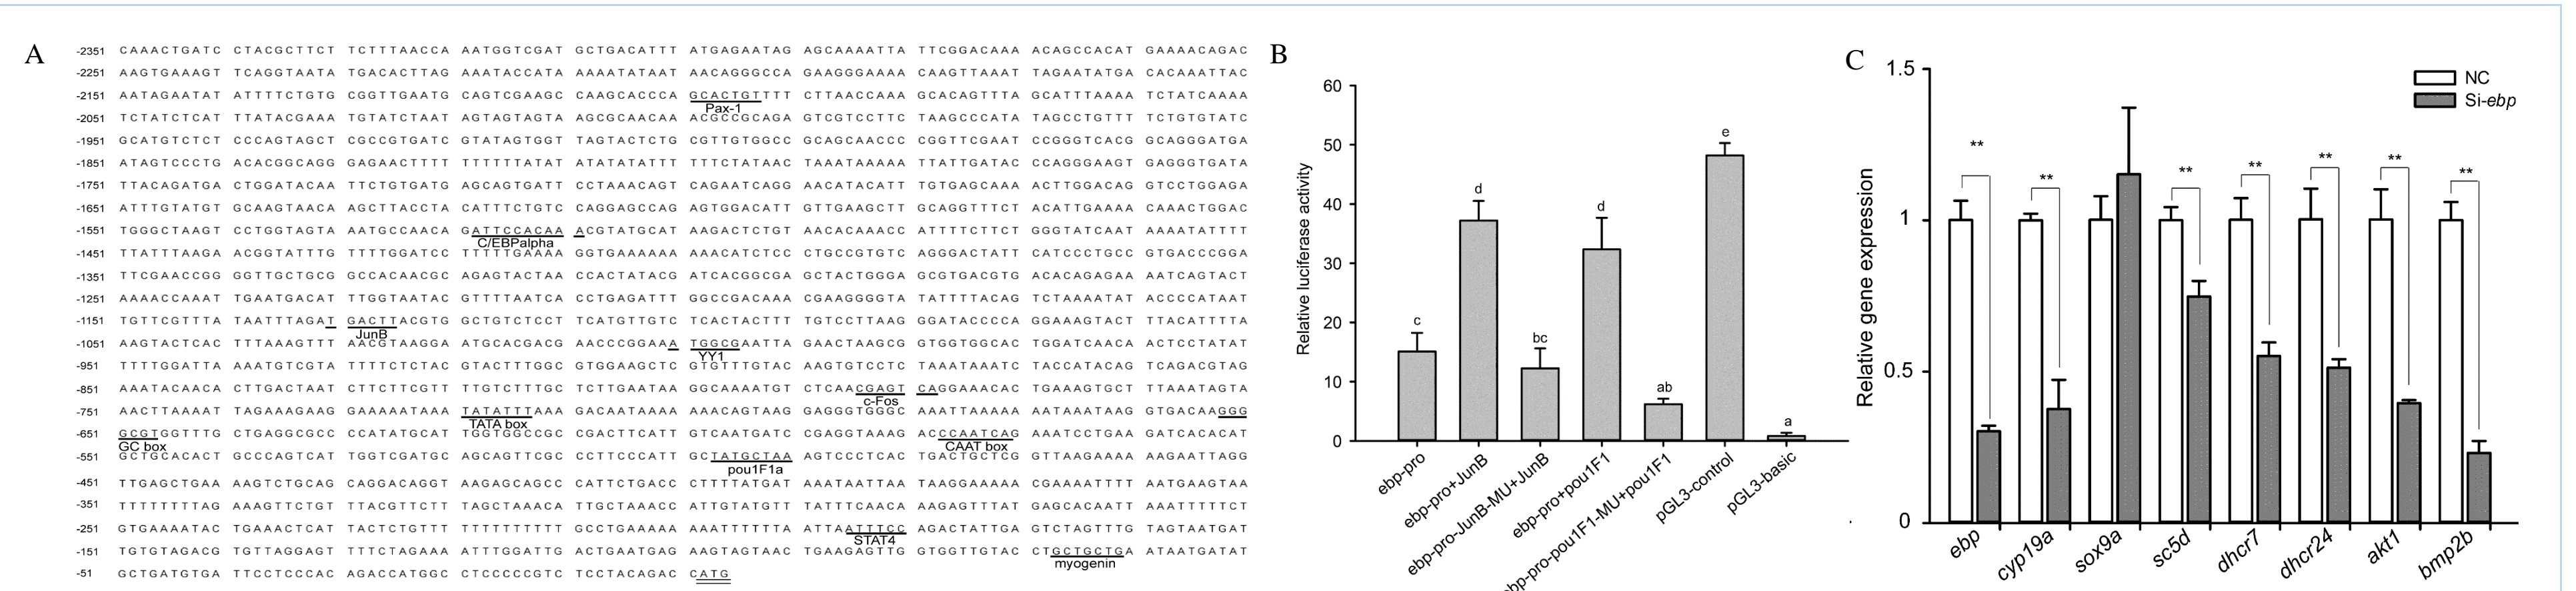 A
-2351 CAAACTGATC CTACGCTTCT TCTTTAACCA AATGGTCGAT GCTGACATTT ATGAGAATAG AGCAAAATTA TTCGGACAAA ACAGCCACAT GAAAACAGAC
-2251 AAGTGAAAGT TCAGGTAATA TGACACTTAG AAATACCATA AAAATATAAT AACAGGGCCA GAAGGGAAAA CAAGTTAAAT TAGAATATGA CACAAATTAC
-2151 AATAGAATAT ATTTTCTGTG CGGTTGAATG CAGTCGAAGC CAAGCACCCA GCACTGTTTT CTTAACCAAA GCACAGTTTA GCATTTAAAA TCTATCAAAA
Pax-1
-2051 TCTATCTCAT TTATACGAAA TGTATCTAAT AGTAGTAGTA AGCGCAACAA ACGCCGCAGA GTCGTCCTTC TAAGCCCATA TAGCCTGTTT TCTGTGTATC
-1951 GCATGTCTCT CCCAGTAGCT CGCCGTGATC GTATAGTGGT TAGTACTCTG CGTTGTGGCC GCAGCAACCC CGGTTCGAAT CCGGGTCACG GCAGGGATGA
-1851 ATAGTCCCTG ACACGGCAGG GAGAACTTTT TTTTTTATAT ATATATATTT TTTCTATAAC TAAATAAAAA TATTGATAC CCAGGGAAGT GAGGGTGATA
-1751 TTACAGATGA CTGGATACAA TTCTGTGATG AGCAGTGATT CCTAAACAGT CAGAATCAGG AACATACATT TGTGAGCAAA ACTTGGACAG GTCCTGGAGA
-1651 ATTTGTATGT GCAAGTAACA AGCTTACCTA CATTTCTGTC CAGGAGCCAG AGTGGACATT GTTGAAGCTT GCAGGTTTCT ACATTGAAAA CAAACTGGAC
-1551 TGGGCTAAGT CCTGGTAGTA AATGCCAACA GATTCCACAA ACGTATGCAT AAGACTCTGT AACACAAACC ATTTTCTTGT GGGTATCAAT AAAATATTTT
C/EBPalpha
-1451 TTATTTAAGA ACGGTATTTG TTTTGGATCC TTTTTGAAAA GGTGAAAAAA AAACATCTCC CTGCCGTGTC AGGGACTATT CATCCCTGCC GTGACCCGGA
-1351 TTCGAACCGG GGTTGCTGCG GCCACAACGC AGAGTACTAA CCACTATACG ATCACGGCGA GCTACTGGGA GCGTGACGTG ACACAGAGAA AATCAGTACT
-1251 AAAACCAAAT TGAATGACAT TTGGTAATAC GTTTTAATCA CCTGAGATTT GGCCGACAAA CGAAGGGGTA TATTTTACAG TCTAAAATAT ACCCCATAAT
-1151 TGTTCGTTTA TAATTTAGAT GACTTACGTG GCTGTCTCCT TCATGTTGTC TCACTACTTT TGTCCTTAAG GGATACCCCA GGAAAGTACT TTACATTTTA
JunB
-1051 AAGTACTCAC TTTAAAGTTT AACGTAAGGA ATGCACGACG AACCCGGAAA TGGCGAATTA GAACTAAGCG GTGGTGGCAC TGGATCAACA ACTCCTATAT
YY1
-951 TTTTGGATTA AAATGTCGTA TTTTCTCTAC GTACTTTGGC GTGGAAGCTC GTGTTTGTAC AAGTGTCCTC TAAATAAATC TACCATACAG TCAGACGTAG
-851 AAATACAACA CTTGACTAAT CTTCTTCGTT TTGTCTTTGC TCTTGAATAA GGCAAAATGT CTCAACGAGT CAGGAAACAC TGAAAGTGCT TTAAATAGTA
c-Fos
-751 AACTTAAAAT TAGAAAGAAG GAAAAATAAA TATATTTAAA GACAATAAAA AAACAGTAAG GAGGGTGGGC AAATTAAAAA AATAAATAAG GTGACAAGGG
TATA box
-651 GCGTGGTTTG CTGAGGCGCC CCATATGCAT TGGTGGCCGC CGACTTCATT GTCAATGATC CGAGGTAAAG ACCCAATCAG AAATCCTGAA GATCACACAT
GC box CAAT box
-551 GCTGCACACT GCCCAGTCAT TGGTCGATGC AGCAGTTCGC CCTTCCCATT GCTATGCTAA AGTCCCTCAC TGACTGCTCG GTTAAGAAAA AAGAATTAGG
pou1F1a
-451 TTGAGCTGAA AAGTCTGCAG CAGGACAGGT AAGAGCAGCC CATTCTGACC CTTTTATGAT AAATAATTAA TAAGGAAAAA CGAAAATTTT AATGAAGTAA
-351 TTTTTTTTAG AAAGTTCTGT TTACGTTCTT TAGCTAAACA TTGCTAAACC ATTGTATGTT TATTTCAACA AAGAGTTTAT GAGCACAATT AAATTTTTCT
-251 GTGAAAATAC TGAAACTCAT TACTCTGTTT TTTTTTTTTT GCCTGAAAAA AAATTTTTTA ATTAATTTCC AGACTATTGA GTCTAGTTTG TAGTAATGAT
STAT4
-151 TGTGTAGACG TGTTAGGAGT TTTCTAGAAA ATTTGGATTG ACTGAATGAG AAGTAGTAAC TGAAGAGTTG GTGGTTGTAC CTGCTGCTGA ATAATGATAT
myogenin
-51 GCTGATGTGA TTCCTCCCAC AGACCATGGC CTCCCCCGTC TCCTACAGAC CATG
B
Relative luciferase activity
60
50
40
30
20
10
0
c
d
bc
d
ab
e
a
ebp-pro
ebp-pro+JunB
ebp-pro-JunB-MU+JunB
ebp-pro+pou1F1
ebp-pro-pou1F1-MU+pou1F1
pGL3-control
pGL3-basic
C
Relative gene expression
1.5
1
0.5
0
NC
Si-ebp
**
**
**
**
**
**
**
ebp
cyp19a
sox9a
sc5d
dhcr7
dhcr24
akt1
bmp2b